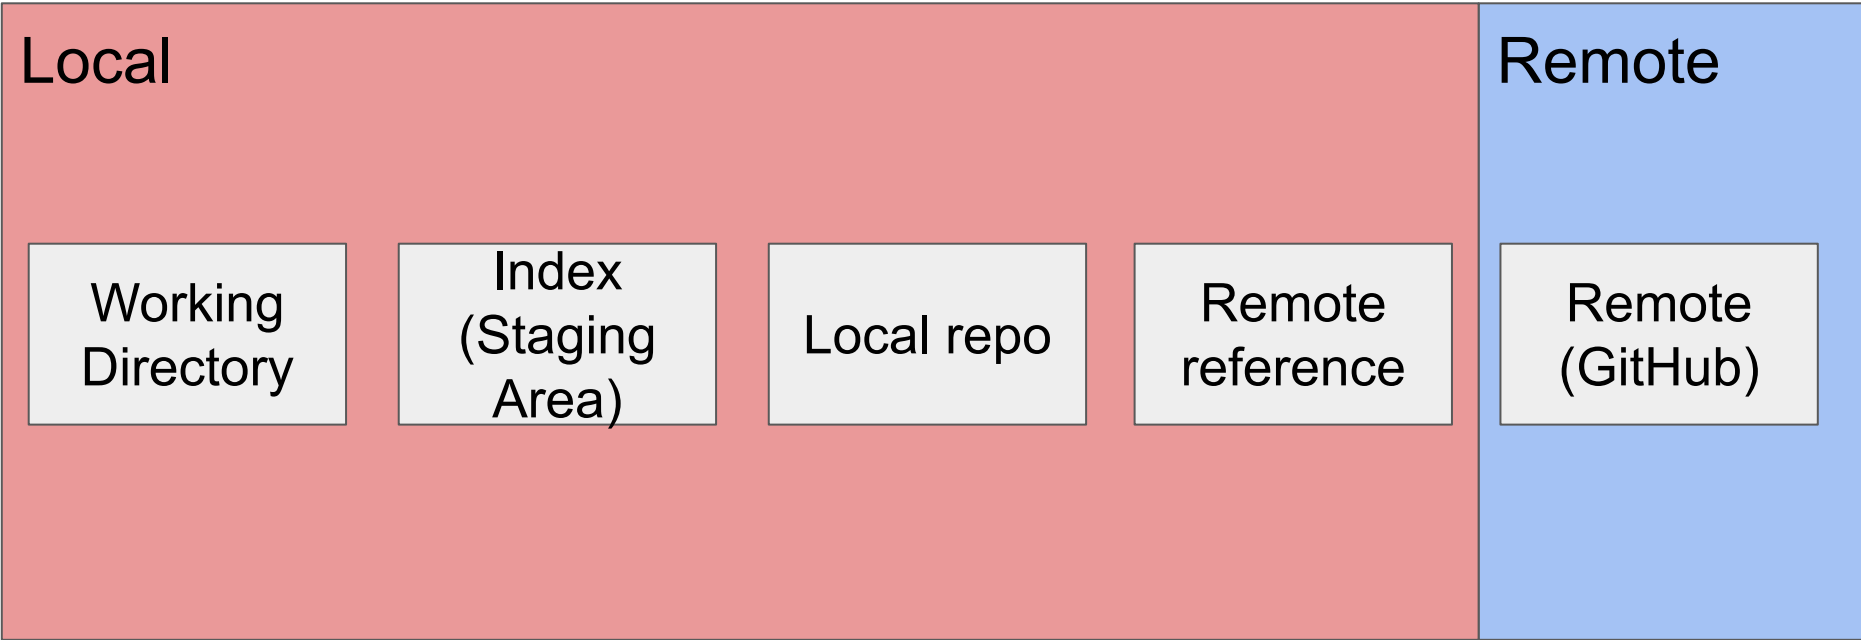 Local
Remote
Working
Directory
Index
(Staging
Area)
Local repo
Remote
reference
Remote
(GitHub)